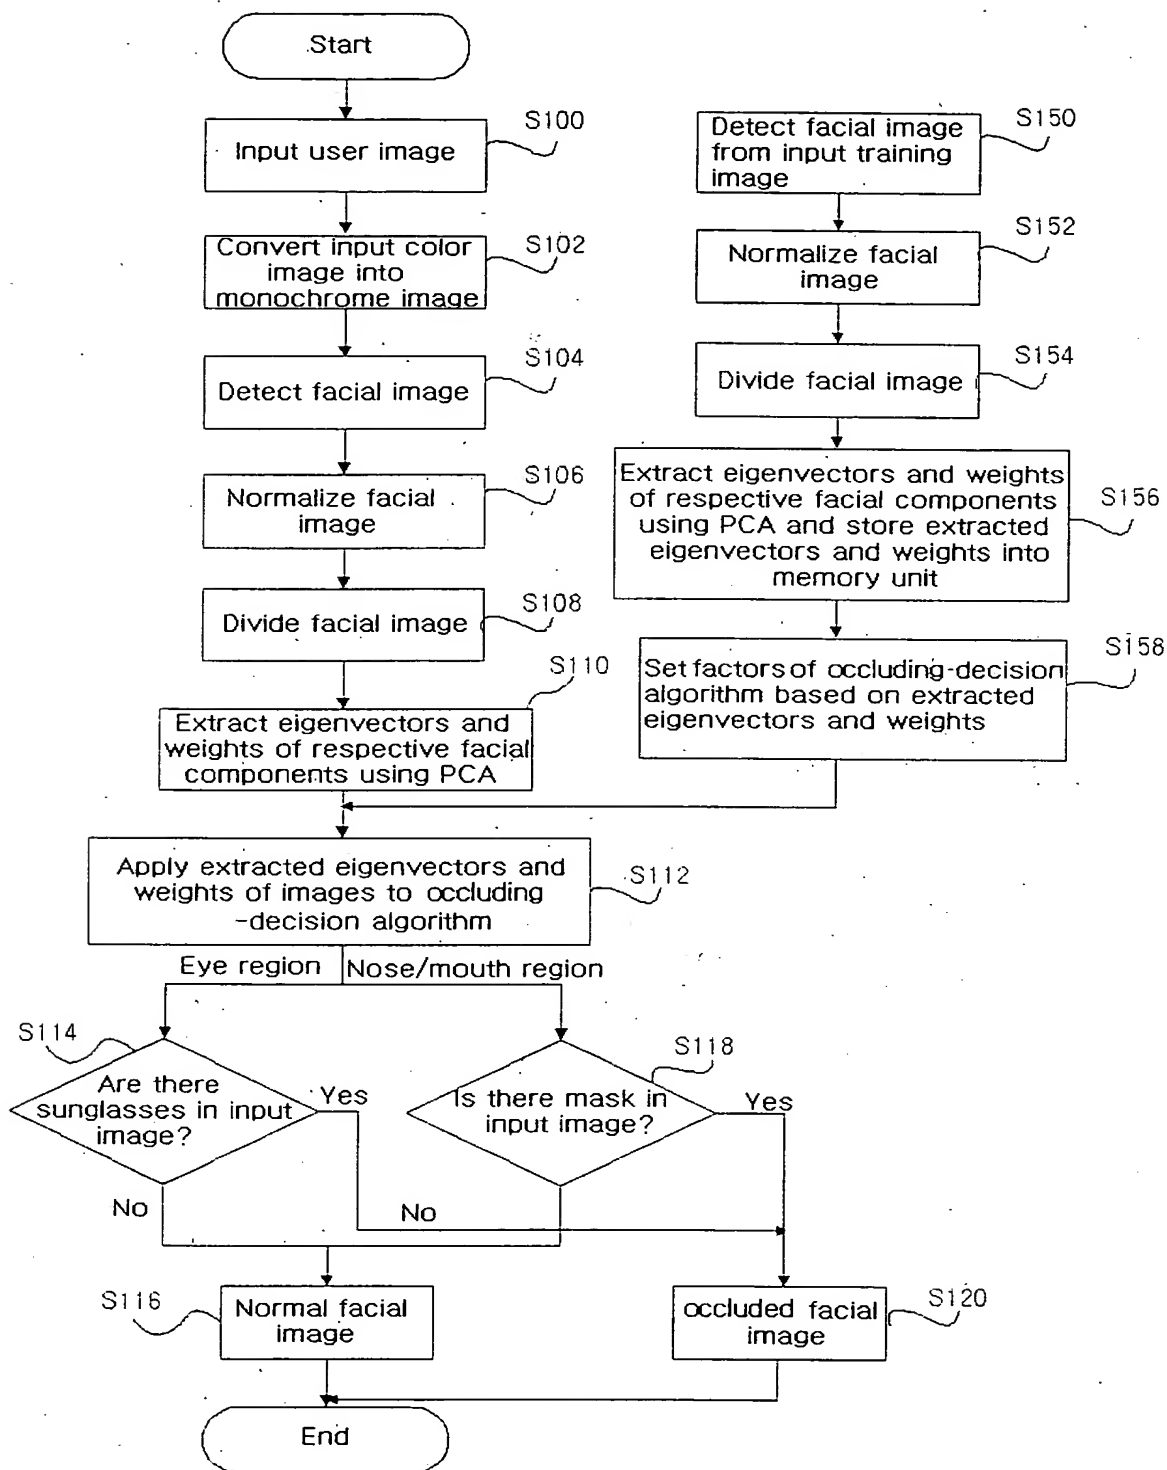 Start
S100
Input user image
S102
Convert input color
image into
monochrome image
S104
Detect facial image
S106
Normalize facial
image
S108
Divide facial image
S110
Extract eigenvectors and
weights of respective facial
components using PCA
S150
Detect facial image
from input training
image
S152
Normalize facial
image
S154
Divide facial image
S156
Extract eigenvectors and weights
of respective facial components
using PCA and store extracted
eigenvectors and weights into
memory unit
S158
Set factors of occluding-decision
algorithm based on extracted
eigenvectors and weights
S112
Apply extracted eigenvectors and
weights of images to occluding
-decision algorithm
Eye region
Nose/mouth region
S114
Are there
sunglasses in input
image?
Yes
No
S118
Is there mask in
input image?
Yes
No
S116
Normal facial
image
S120
occluded facial
image
End